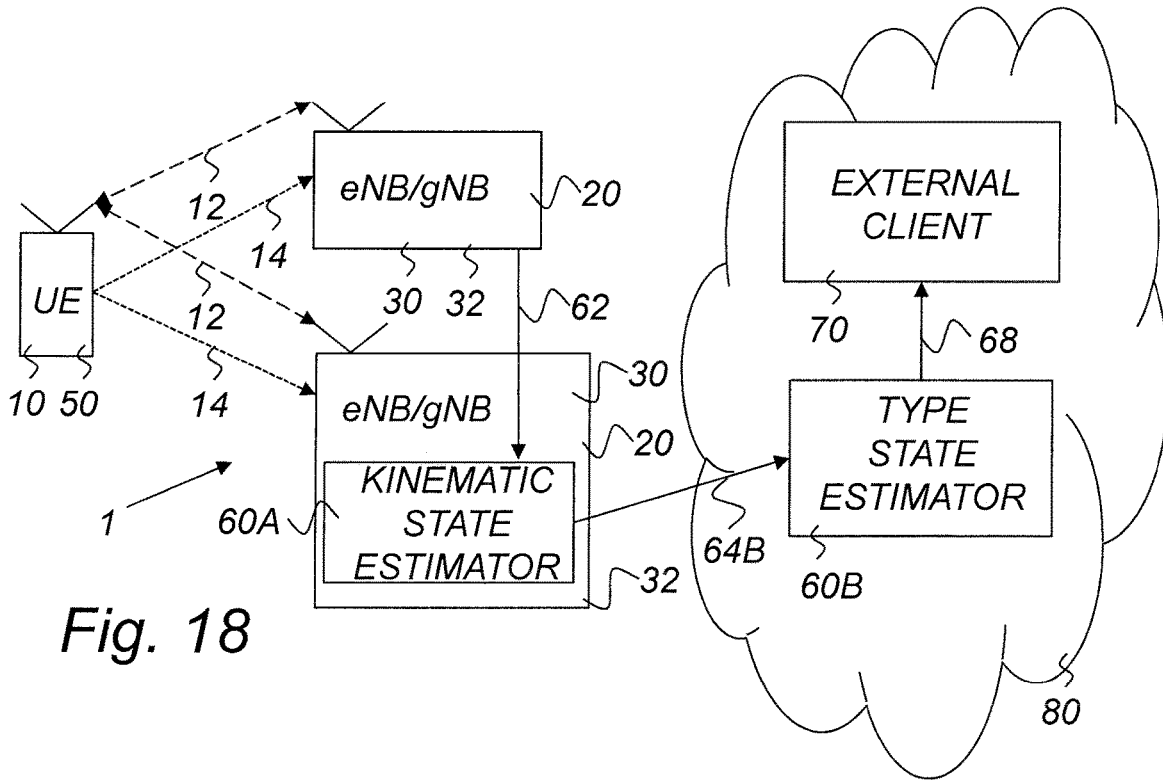 12
eNB/gNB
20
EXTERNAL
CLIENT
UE
14
12
30
32
62
70
68
10
50
14
30
eNB/gNB
20
TYPE
STATE
ESTIMATOR
1
60A
KINEMATIC
STATE
ESTIMATOR
64B
60B
32
Fig. 18
80